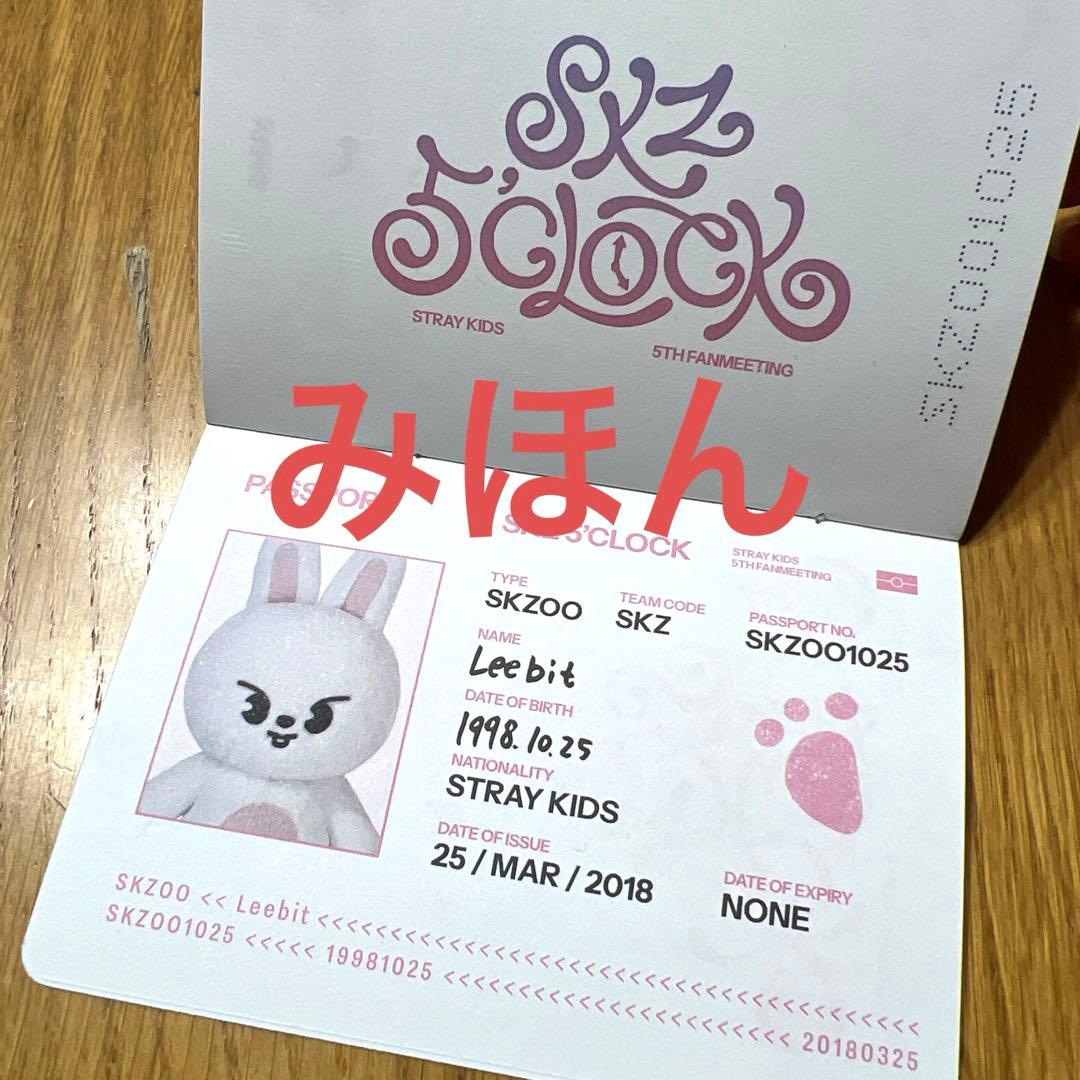 SKZ
5'CLOCK
STRAY KIDS
5TH FANMEETING
SKZOO1025
みほん
PASSPORT
SKZ 5'CLOCK
STRAY KIDS
5TH FANMEETING
TYPE
SKZOO
TEAM CODE
SKZ
PASSPORT NO.
SKZOO1025
NAME
Leebit
DATE OF BIRTH
1998.10.25
NATIONALITY
STRAY KIDS
DATE OF ISSUE
25 / MAR / 2018
DATE OF EXPIRY
NONE
SKZOO << Leebit <<<<<<<<<<<<<<<<<<<<<<<<<<<<<<<<<<<<<<<<
SKZOO1025 <<<<< 19981025 <<<<<<<<<<<<<<<<<<<<<<<< 20180325